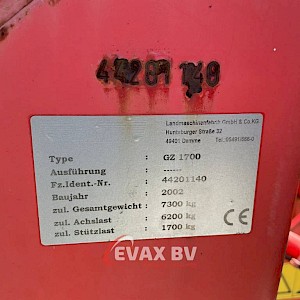 44201140
Landmaschinenfabrik GmbH & Co.KG
Hunteburger Straße 32
49401 Damme
Type : GZ 1700
Ausführung : ------
Fz.Ident.-Nr. : 44201140
Baujahr : 2002
zul. Gesamtgewicht : 7300 kg
zul. Achslast : 6200 kg
zul. Stützlast : 1700 kg
CE
EVAX BV